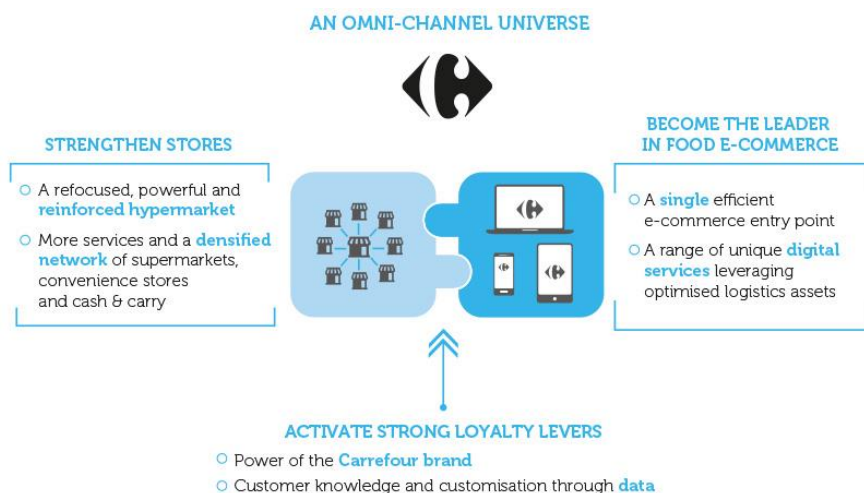 AN OMNI-CHANNEL UNIVERSE
STRENGTHEN STORES
○ A refocused, powerful and
reinforced hypermarket
○ More services and a densified
network of supermarkets,
convenience stores
and cash & carry
BECOME THE LEADER
IN FOOD E-COMMERCE
○ A single efficient
e-commerce entry point
○ A range of unique digital
services leveraging
optimised logistics assets
ACTIVATE STRONG LOYALTY LEVERS
○ Power of the Carrefour brand
○ Customer knowledge and customisation through data